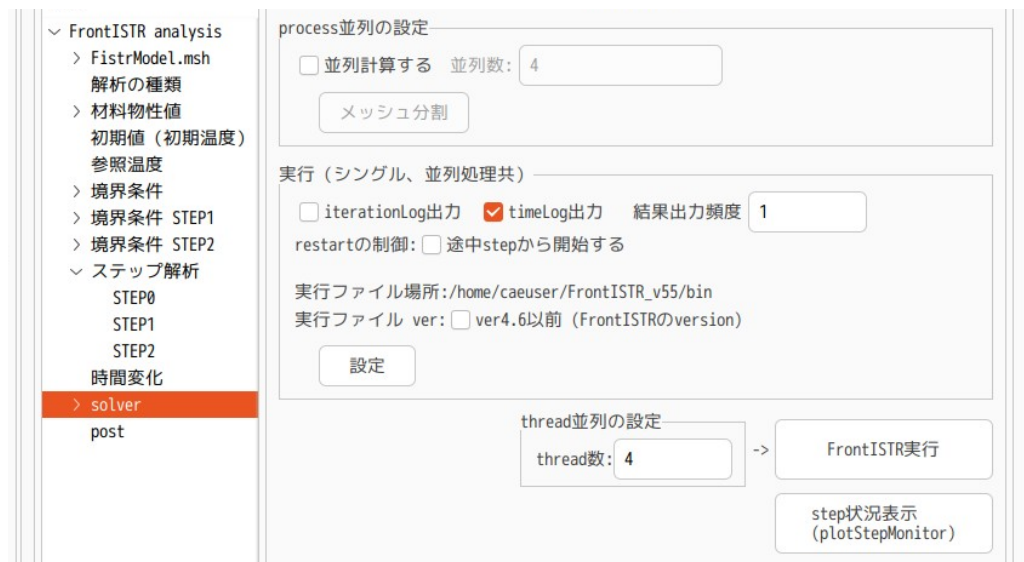 FrontISTR analysis
FistrModel.msh
解析の種類
材料物性値
初期値 (初期温度)
参照温度
境界条件
境界条件 STEP1
境界条件 STEP2
ステップ解析
STEP0
STEP1
STEP2
時間変化
solver
post
process並列の設定
並列計算する 並列数: 4
メッシュ分割
実行 (シングル、並列処理共)
iterationLog出力 timeLog出力 結果出力頻度 1
restartの制御: 途中stepから開始する
実行ファイル場所:/home/caeuser/FrontISTR_v55/bin
実行ファイル ver: ver4.6以前 (FrontISTRのversion)
設定
thread並列の設定
thread数: 4
-> FrontISTR実行
step状況表示
(plotStepMonitor)